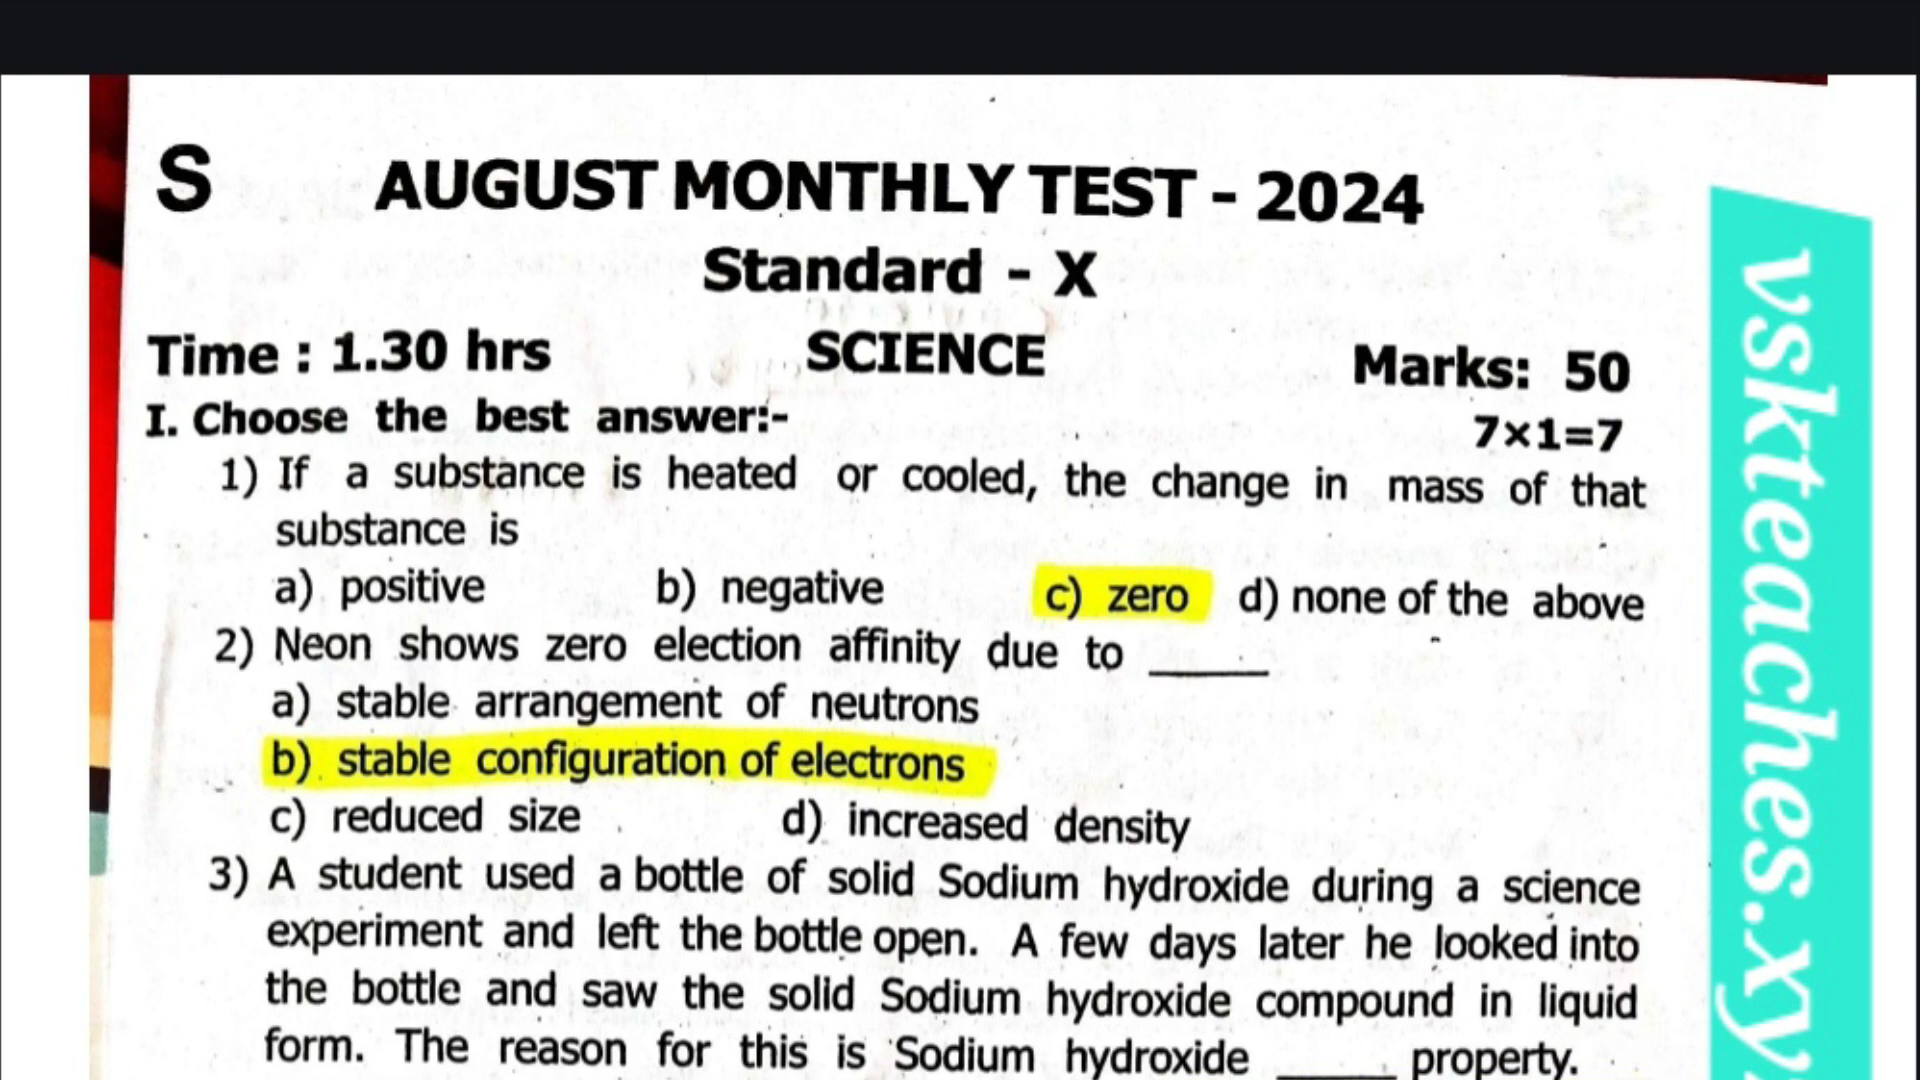 S AUGUST MONTHLY TEST - 2024
Standard - X
Time : 1.30 hrs SCIENCE Marks: 50
I. Choose the best answer:- 7×1=7
1) If a substance is heated or cooled, the change in mass of that
substance is
a) positive b) negative c) zero d) none of the above
2) Neon shows zero election affinity due to _____
a) stable arrangement of neutrons
b) stable configuration of electrons
c) reduced size d) increased density
3) A student used a bottle of solid Sodium hydroxide during a science
experiment and left the bottle open. A few days later he looked into
the bottle and saw the solid Sodium hydroxide compound in liquid
form. The reason for this is Sodium hydroxide _____ property.
vskteaches.xy